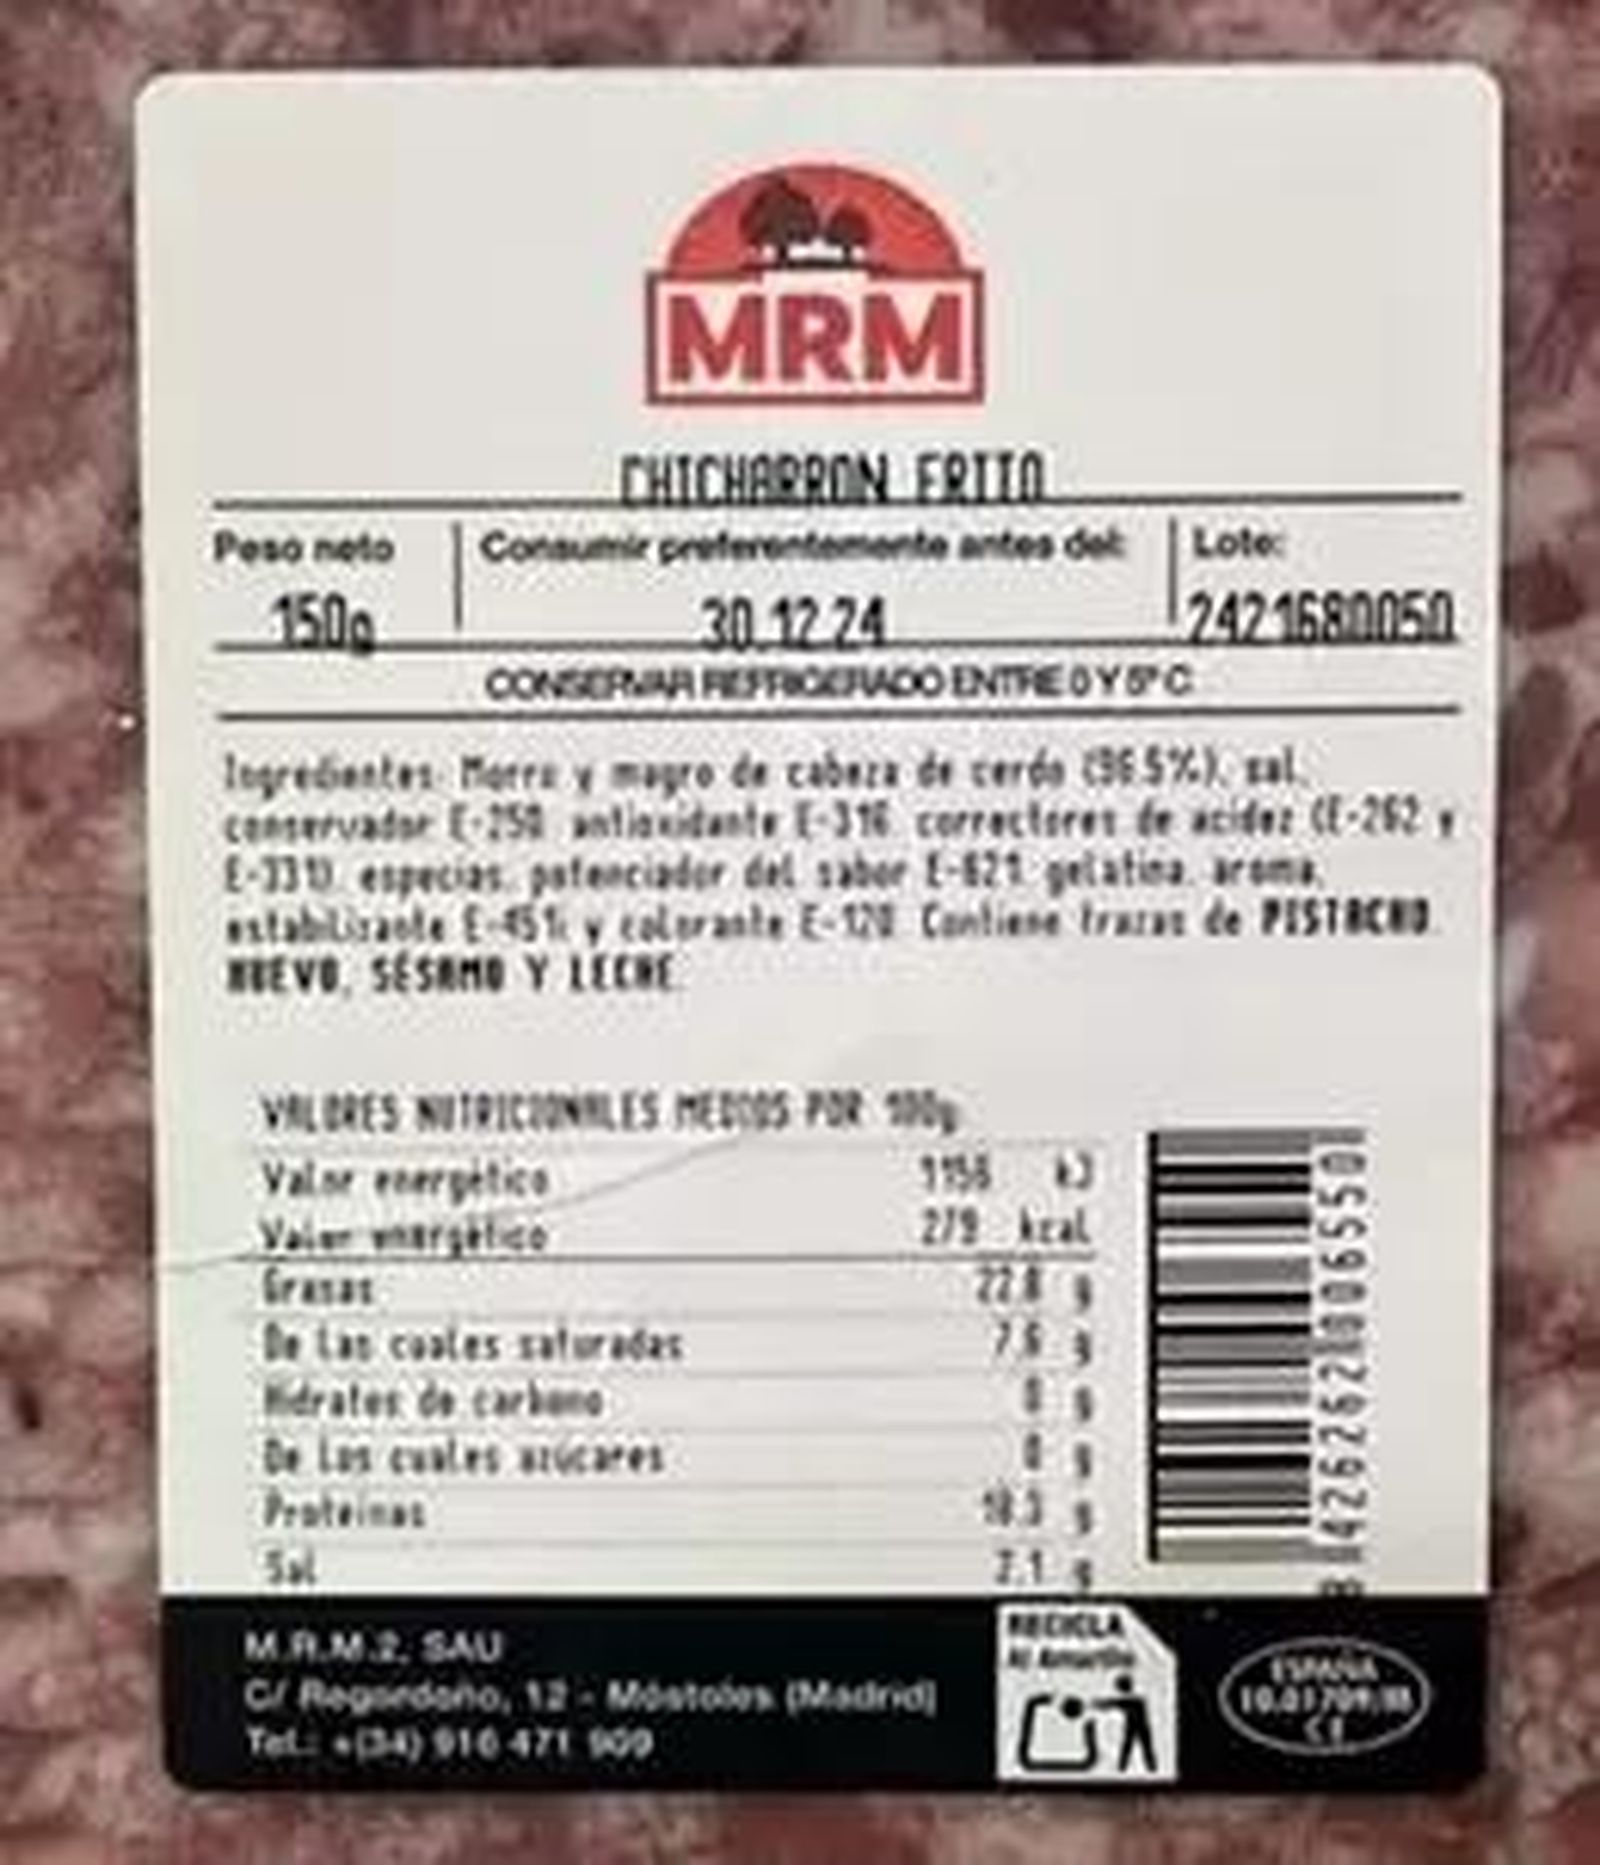 MRM
CHICHARRON FRITO
Peso neto
Consumir preferentemente antes del:
Lote:
150g
30.12.24
2421680050
CONSERVAR REFRIGERADO ENTRE 0 Y 5º C
Ingredientes: Morro y magro de cabeza de cerdo (96.5%), sal,
conservador E-250, antioxidante E-316, correctores de acidez (E-262 y
E-331), especias, potenciador del sabor E-621, gelatina, aroma,
estabilizante E-451i y colorante E-120. Contiene trazas de PISTACHO,
HUEVO, SÉSAMO Y LECHE.
VALORES NUTRICIONALES MEDIOS POR 100g
Valor energético 1156 kJ
Valor energético 279 kcal
Grasas 22.8 g
De las cuales saturadas 7.6 g
Hidratos de carbono 0 g
De los cuales azúcares 0 g
Proteinas 18.3 g
Sal 2.1 g
M.R.M.2, SAU
C/ Regordoño, 12 - Móstoles (Madrid)
Tel.: +(34) 916 471 909
RECICLA
Al Amarillo
ESPAÑA
CE